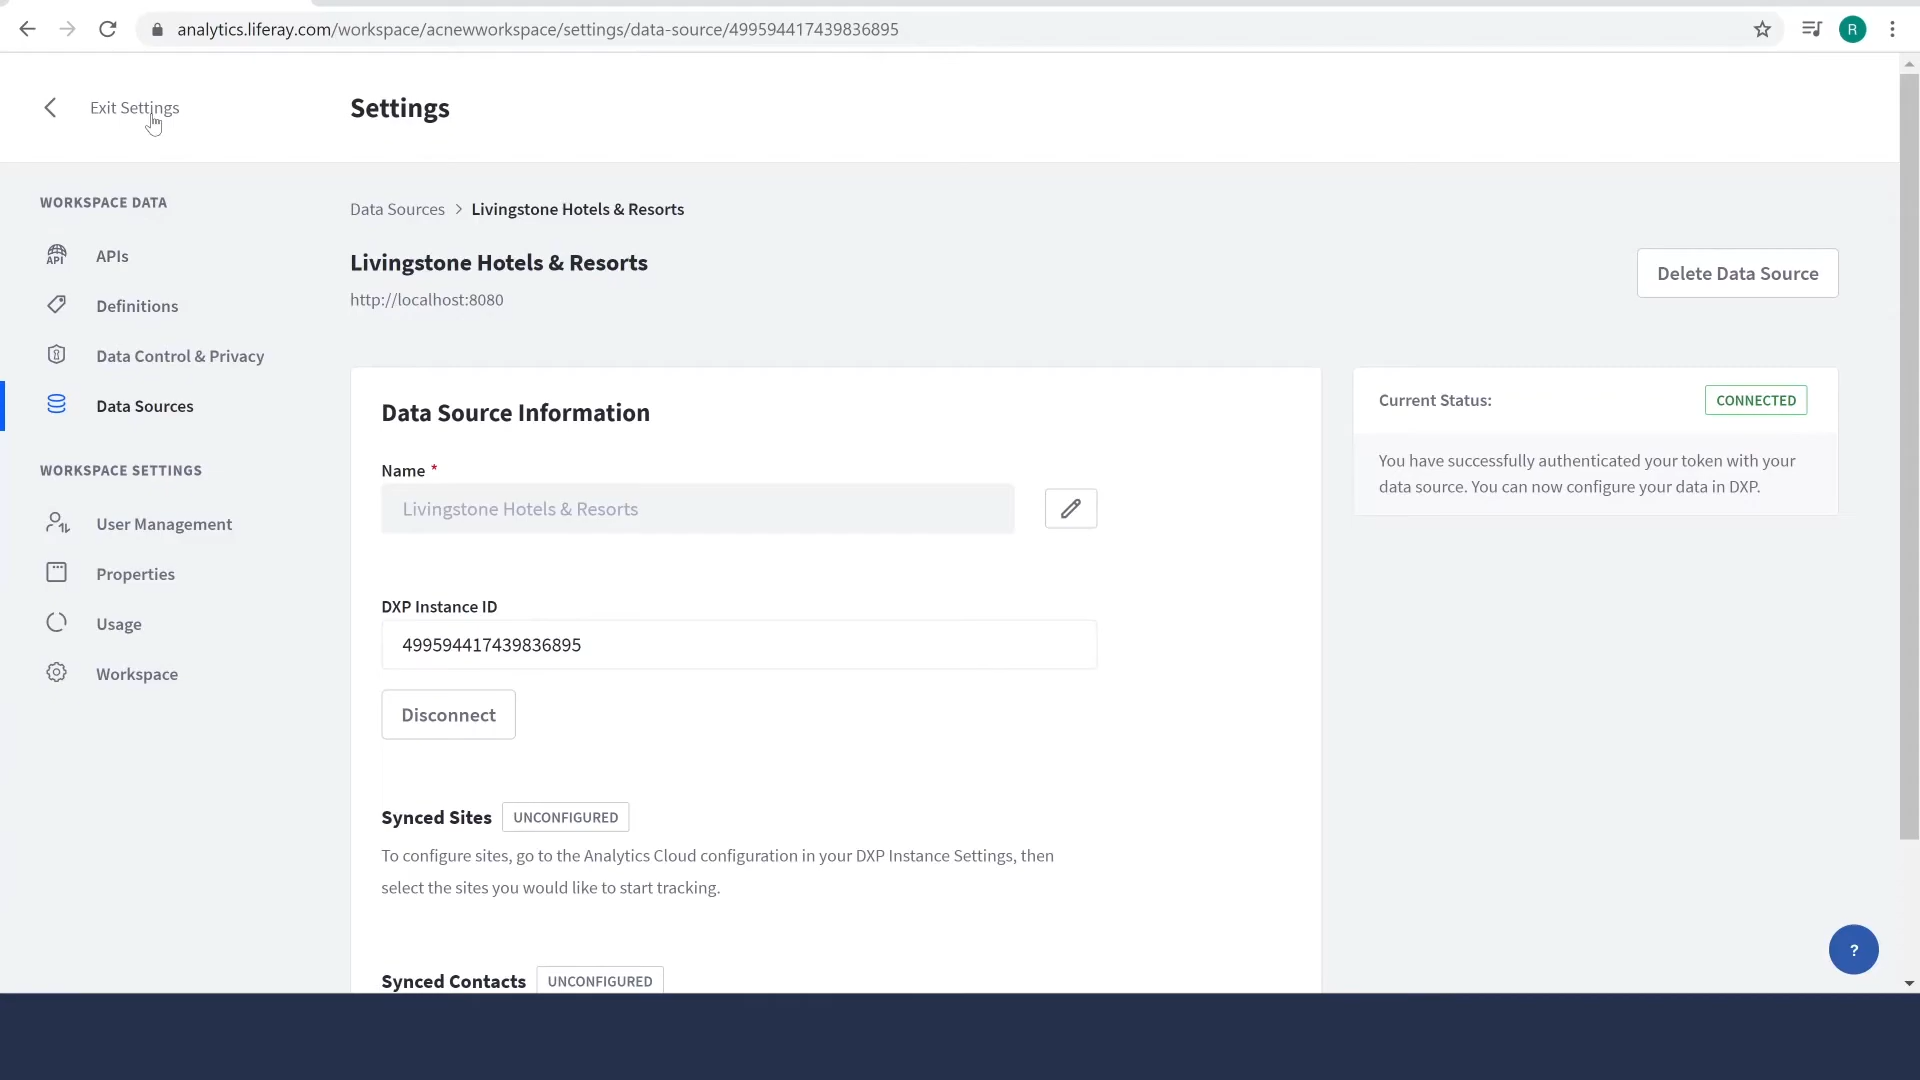 analytics.liferay.com/workspace/acnewworkspace/settings/data-source/499594417439836895
R
Exit Settings
Settings
WORKSPACE DATA
API
APIs
Definitions
Data Control & Privacy
Data Sources
WORKSPACE SETTINGS
User Management
Properties
Usage
Workspace
Data Sources > Livingstone Hotels & Resorts
Livingstone Hotels & Resorts
http://localhost:8080
Delete Data Source
Data Source Information
Name *
Livingstone Hotels & Resorts
DXP Instance ID
499594417439836895
Disconnect
Synced Sites UNCONFIGURED
To configure sites, go to the Analytics Cloud configuration in your DXP Instance Settings, then
select the sites you would like to start tracking.
Synced Contacts UNCONFIGURED
Current Status: CONNECTED
You have successfully authenticated your token with your
data source. You can now configure your data in DXP.
?